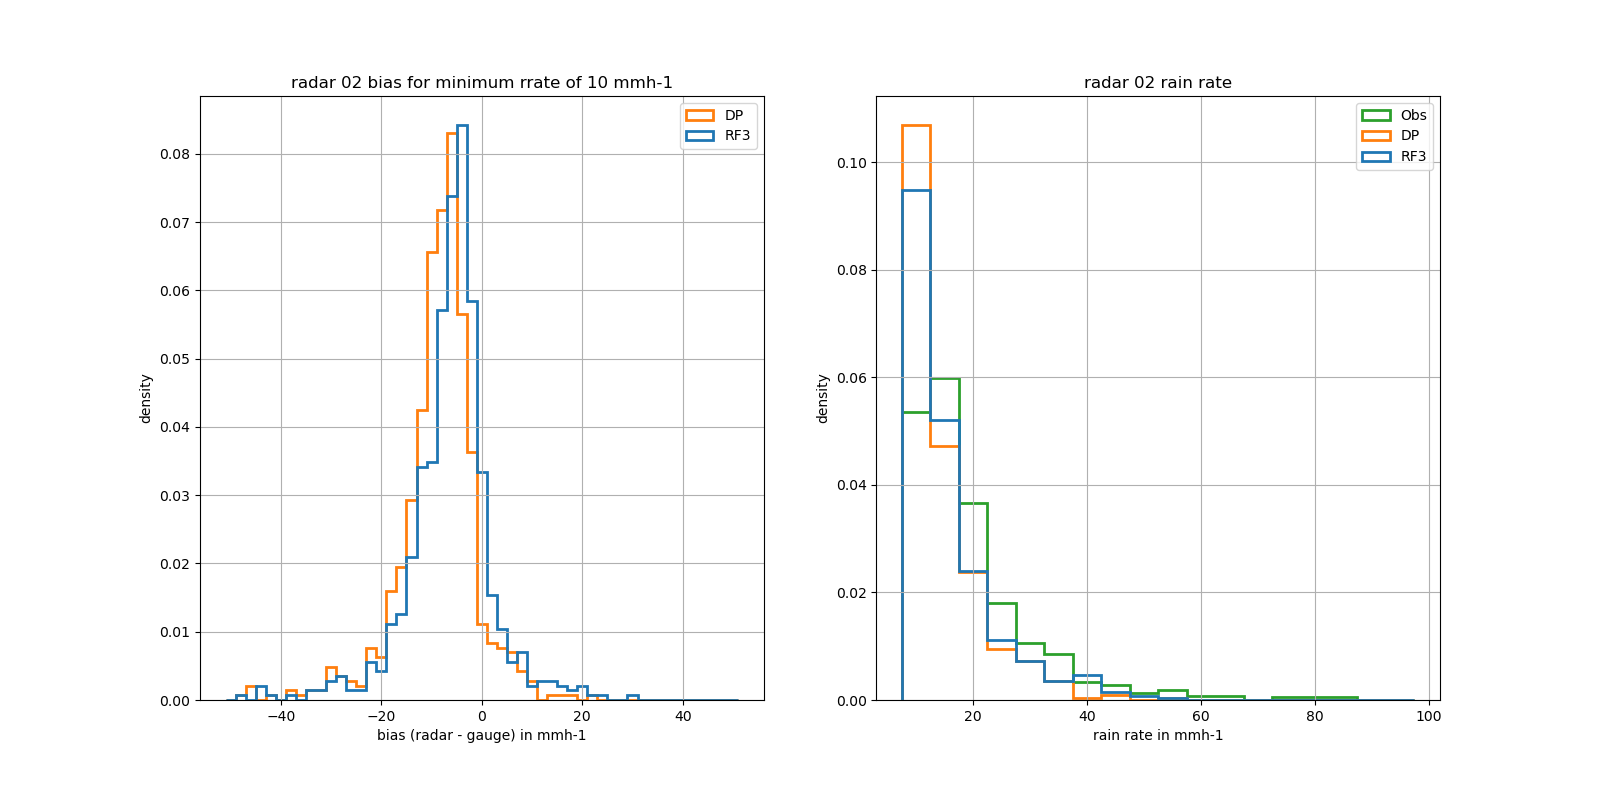 radar 02 bias for minimum rrate of 10 mmh-1
DP
RF3
0.08
0.07
0.06
0.05
0.04
0.03
0.02
0.01
0.00
density
−40
−20
0
20
40
bias (radar - gauge) in mmh-1
radar 02 rain rate
Obs
DP
RF3
0.10
0.08
0.06
0.04
0.02
0.00
density
20
40
60
80
100
rain rate in mmh-1